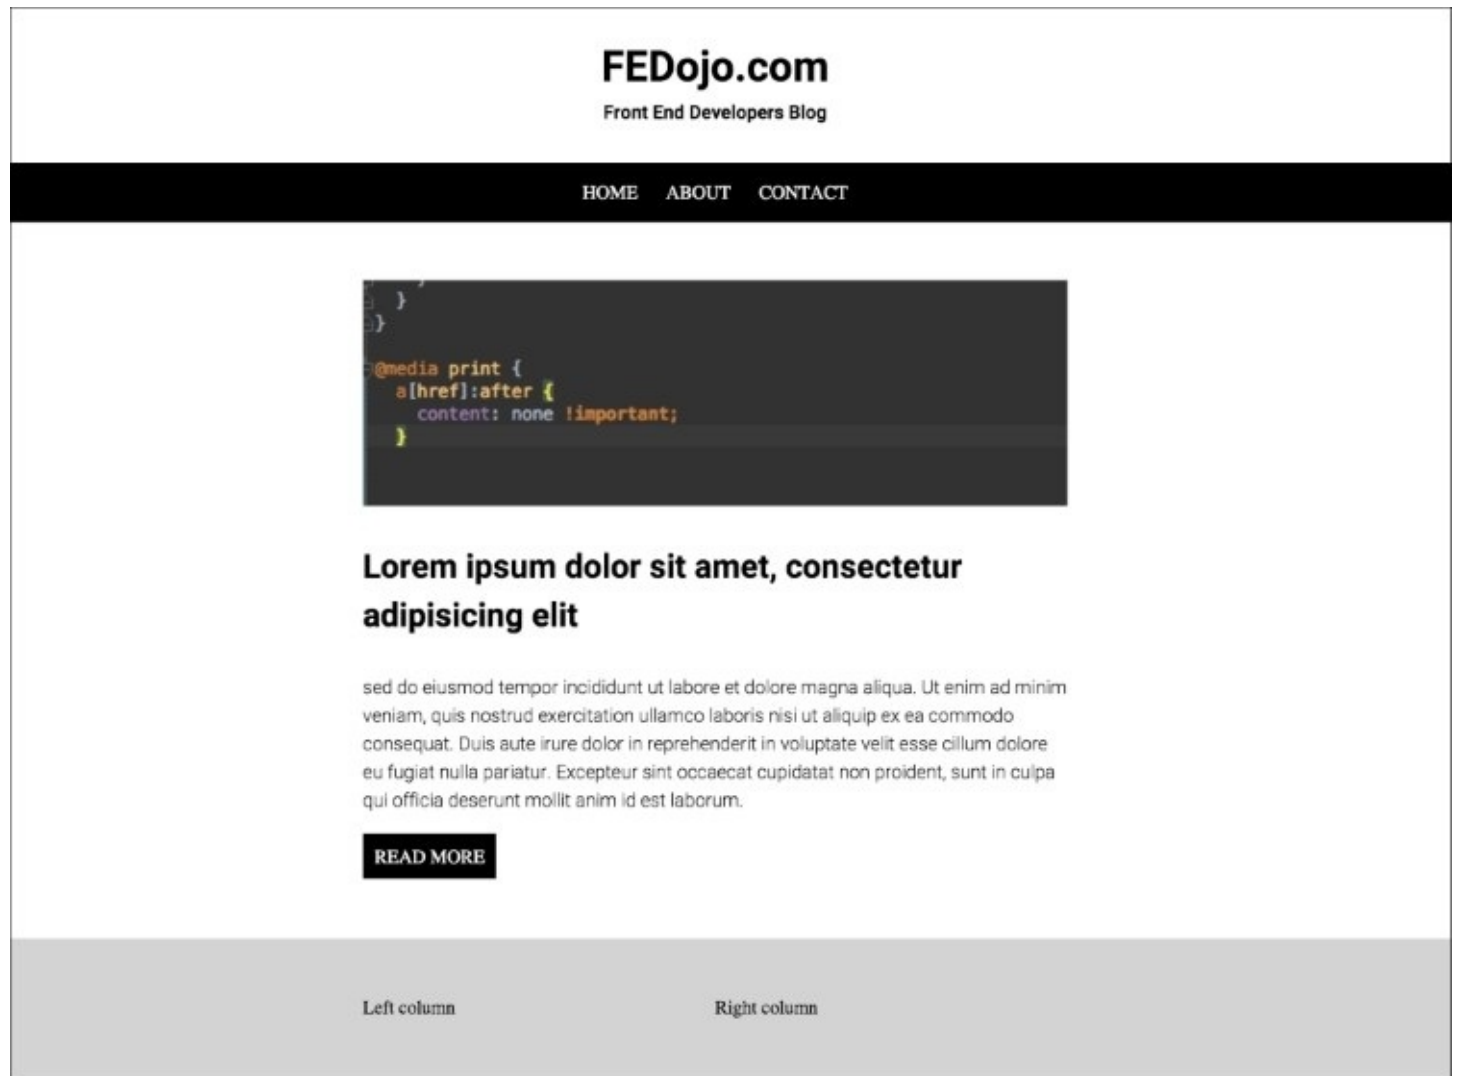 FEDojo.com
Front End Developers Blog
HOME ABOUT CONTACT
}
}
@media print {
a[href]:after {
content: none !important;
}
Lorem ipsum dolor sit amet, consectetur
adipisicing elit
sed do eiusmod tempor incididunt ut labore et dolore magna aliqua. Ut enim ad minim
veniam, quis nostrud exercitation ullamco laboris nisi ut aliquip ex ea commodo
consequat. Duis aute irure dolor in reprehenderit in voluptate velit esse cillum dolore
eu fugiat nulla pariatur. Excepteur sint occaecat cupidatat non proident, sunt in culpa
qui officia deserunt mollit anim id est laborum.
READ MORE
Left column Right column